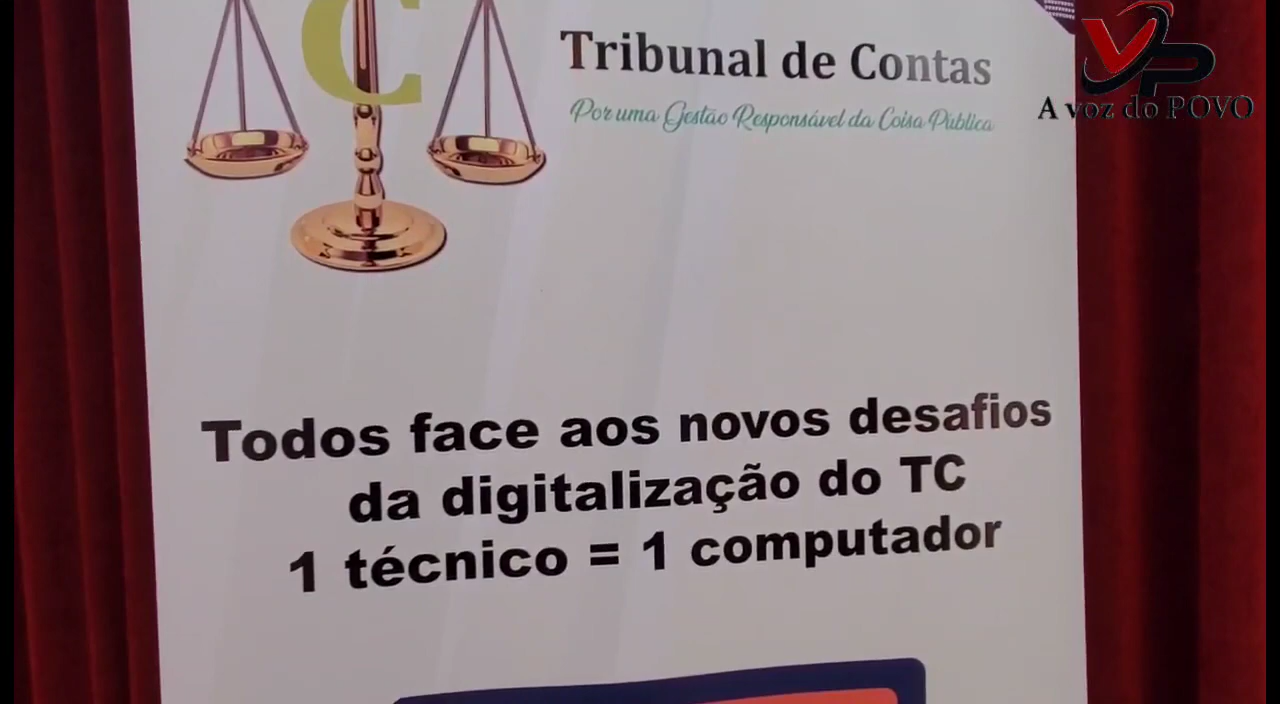 C
Tribunal de Contas
Por uma Gestão Responsável da Coisa Pública
VP
A voz do POVO
Todos face aos novos desafios
da digitalização do TC
1 técnico = 1 computador